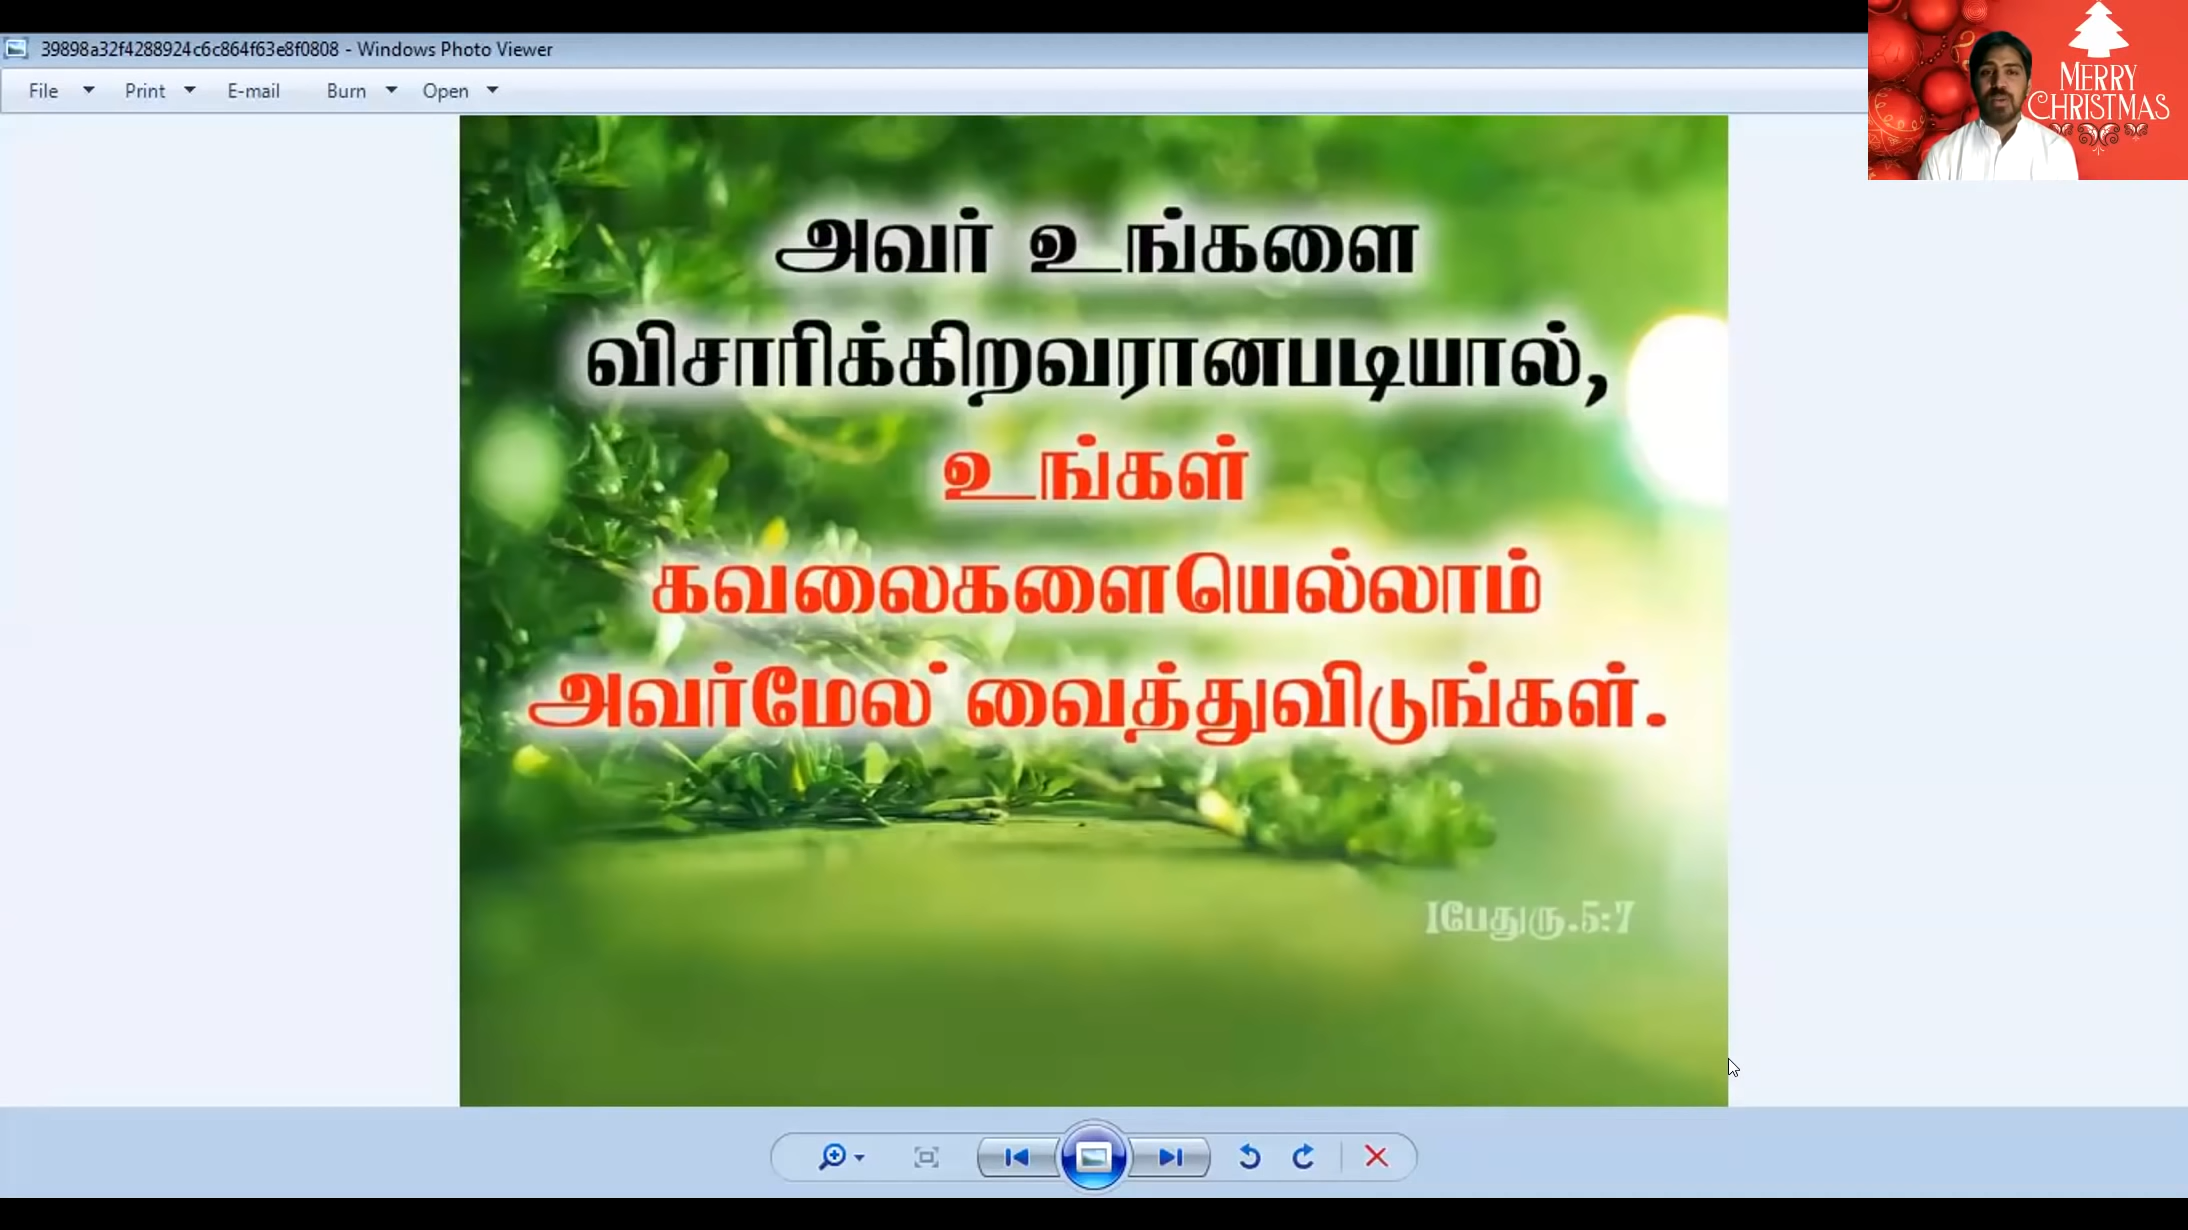 39898a32f4288924c6c864f63e8f0808 - Windows Photo Viewer
File Print E-mail Burn Open
MERRY
CHRISTMAS
அவர் உங்களை
விசாரிக்கிறவரானபடியால்,
உங்கள்
கவலைகளையெல்லாம்
அவர்மேல் வைத்துவிடுங்கள்.
1பேதுரு.5:7